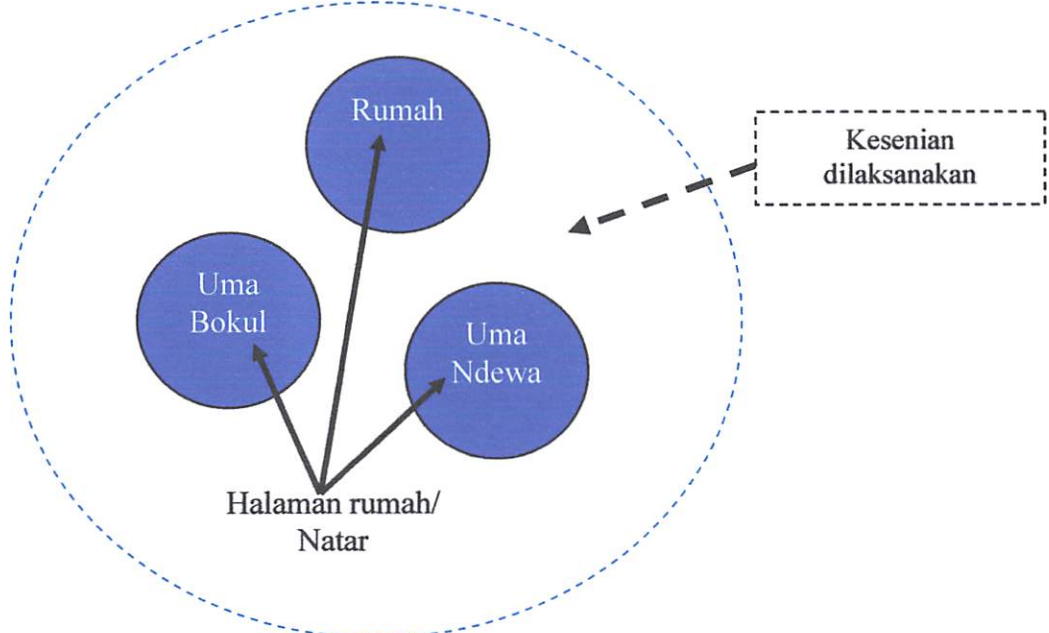 Rumah
Kesenian
dilaksanakan
Uma
Bokul
Uma
Ndewa
Halaman rumah/
Natar